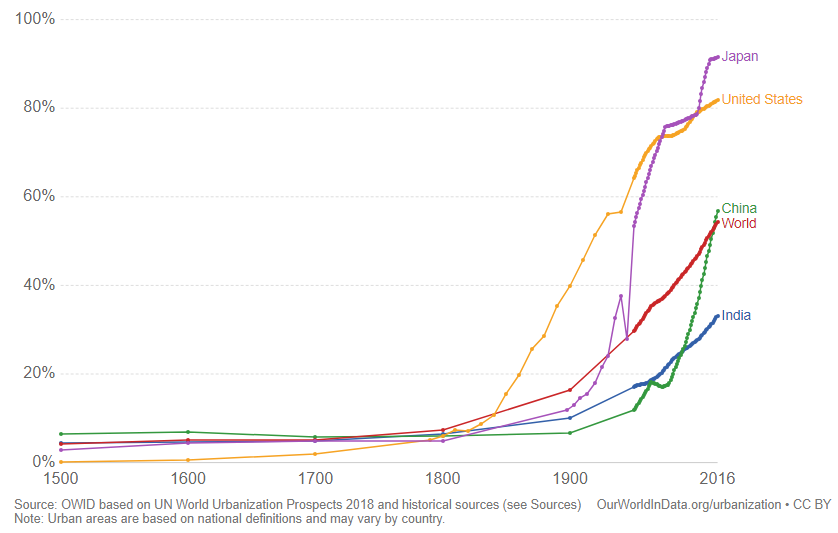 100%
80%
60%
40%
20%
0%
1500 1600 1700 1800 1900 2016
Japan
United States
China
World
India
Source: OWID based on UN World Urbanization Prospects 2018 and historical sources (see Sources) OurWorldInData.org/urbanization • CC BY
Note: Urban areas are based on national definitions and may vary by country.